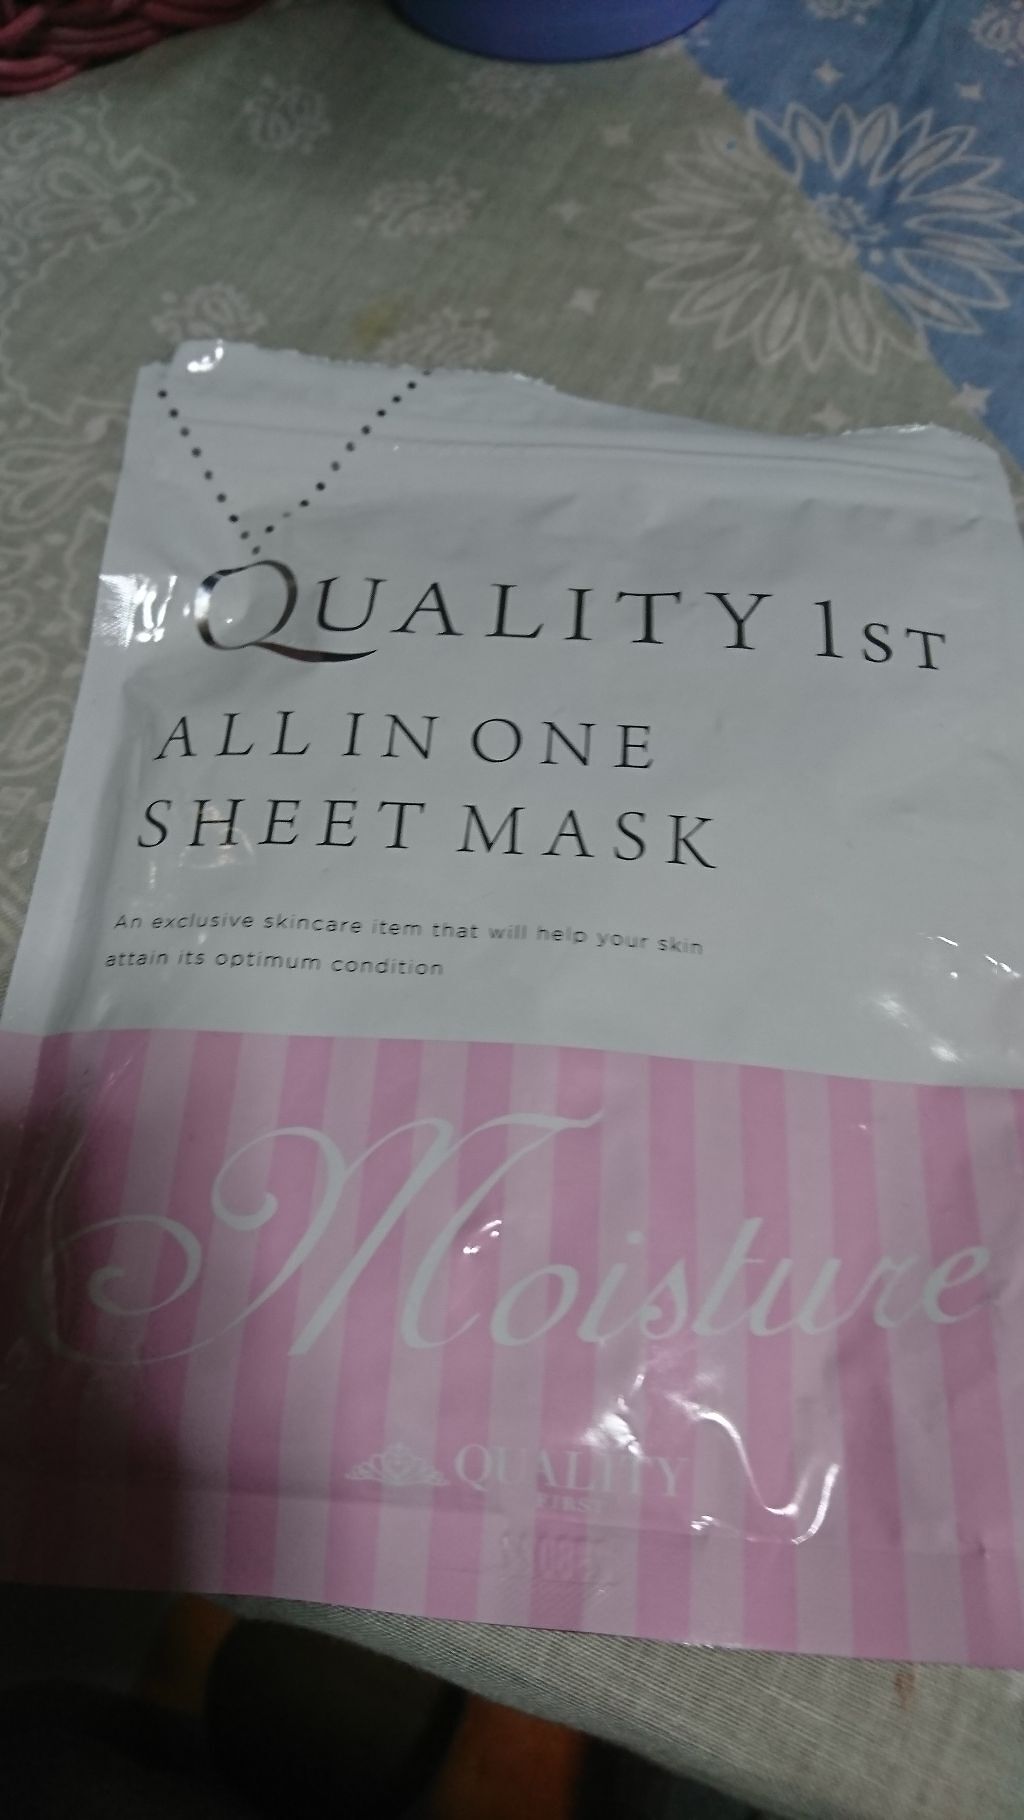 QUALITY 1ST
ALL IN ONE
SHEET MASK
An exclusive skincare item that will help your skin
attain its optimum condition
Moisture
QUALITY
FIRST